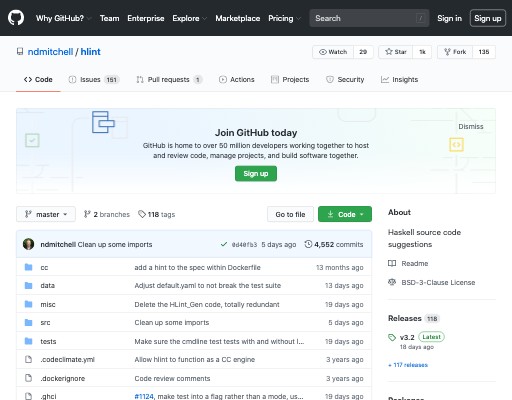 Why GitHub? Team Enterprise Explore Marketplace Pricing Search / Sign in Sign up
ndmitchell / hlint Watch 29 Star 1k Fork 135
Code Issues 151 Pull requests 1 Actions Projects Security Insights
Dismiss
Join GitHub today
GitHub is home to over 50 million developers working together to host
and review code, manage projects, and build software together.
Sign up
master 2 branches 118 tags Go to file Code
ndmitchell Clean up some imports 0d40fb3 5 days ago 4,552 commits
cc add a hint to the spec within Dockerfile 13 months ago
data Adjust default.yaml to not break the test suite 13 days ago
misc Delete the HLint_Gen code, totally redundant 19 days ago
src Clean up some imports 5 days ago
tests Make sure the cmdline test tests with and without l... 19 days ago
.codeclimate.yml Allow hlint to function as a CC engine 3 years ago
.dockerignore Code review comments 3 years ago
.ghci #1124, make test into a flag rather than a mode, us... 19 days ago
About
Haskell source code
suggestions
Readme
BSD-3-Clause License
Releases 118
v3.2 Latest
18 days ago
+ 117 releases